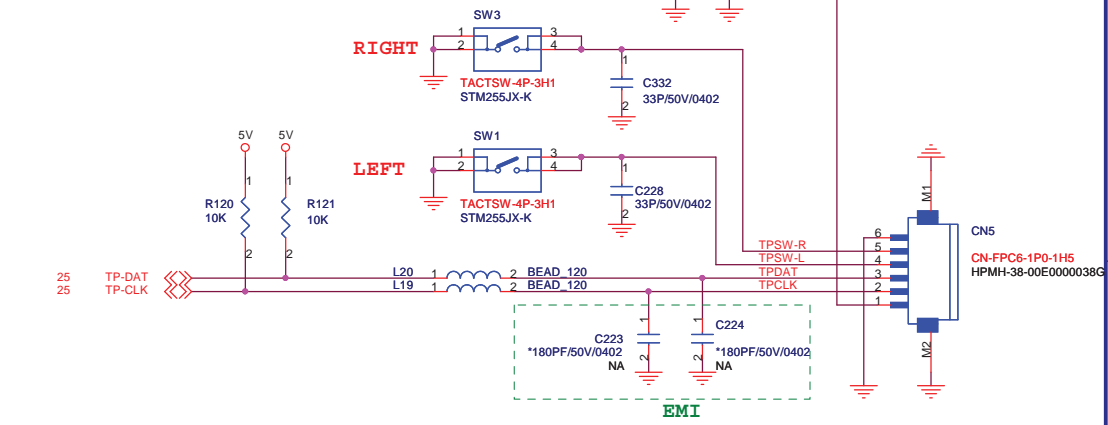 SW3
RIGHT
1
2
3
4
TACTSW-4P-3H1
STM255JX-K
1
C332
33P/50V/0402
2
SW1
LEFT
1
2
3
4
TACTSW-4P-3H1
STM255JX-K
1
C228
33P/50V/0402
2
5V
5V
1
1
R120
10K
R121
10K
2
2
M1
CN5
CN-FPC6-1P0-1H5
HPMH-38-00E0000038G
6
5
4
3
2
1
TPSW-R
TPSW-L
TPDAT
TPCLK
25 TP-DAT
25 TP-CLK
L20 1 2 BEAD_120
L19 1 2 BEAD_120
1
C223
*180PF/50V/0402
2
NA
1
C224
*180PF/50V/0402
2
NA
M2
EMI